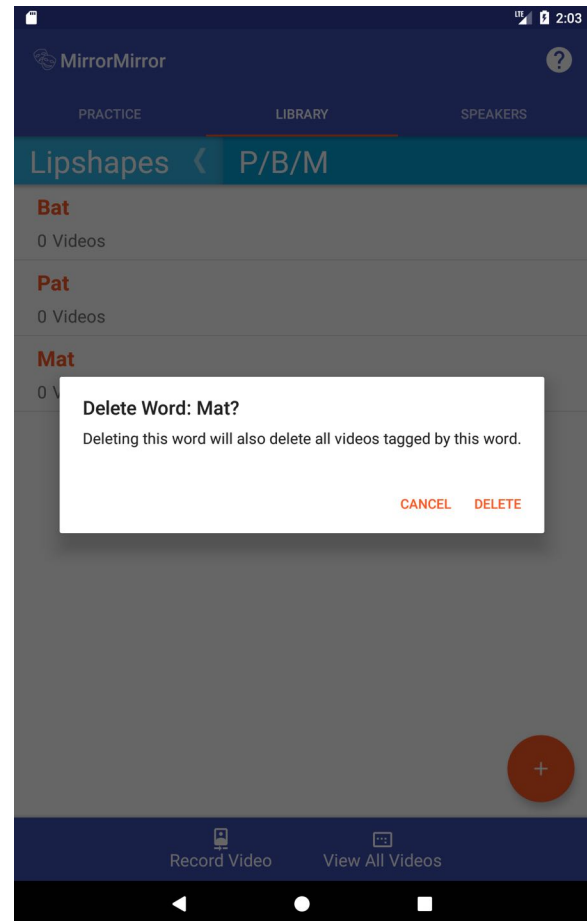 LTE 2:03
MirrorMirror ?
PRACTICE LIBRARY SPEAKERS
Lipshapes P/B/M
Bat
0 Videos
Pat
0 Videos
Mat
0 V
Delete Word: Mat?
Deleting this word will also delete all videos tagged by this word.
CANCEL DELETE
+
Record Video View All Videos